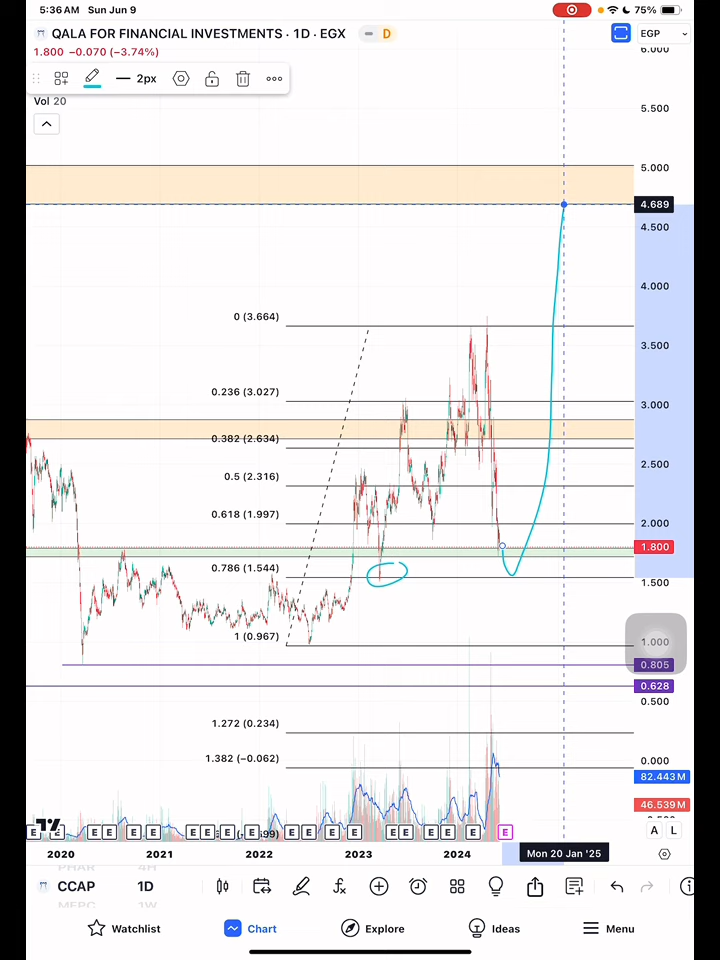 5:36 AM Sun Jun 9 75%
QALA FOR FINANCIAL INVESTMENTS · 1D · EGX D EGP
1.800 −0.070 (−3.74%)
6.000
2px
Vol 20
5.500
5.000
4.689
4.500
4.000
0 (3.664)
3.500
0.236 (3.027)
3.000
0.382 (2.634)
2.500
0.5 (2.316)
0.618 (1.997)
2.000
1.800
0.786 (1.544)
1.500
1 (0.967)
1.000
0.805
0.628
0.500
1.272 (0.234)
1.382 (−0.062)
0.000
82.443M
46.539M
E E E E E E E E E E E E E E E E E E E E
A L
2020 2021 2022 2023 2024 Mon 20 Jan '25
CCAP 1D
Watchlist Chart Explore Ideas Menu